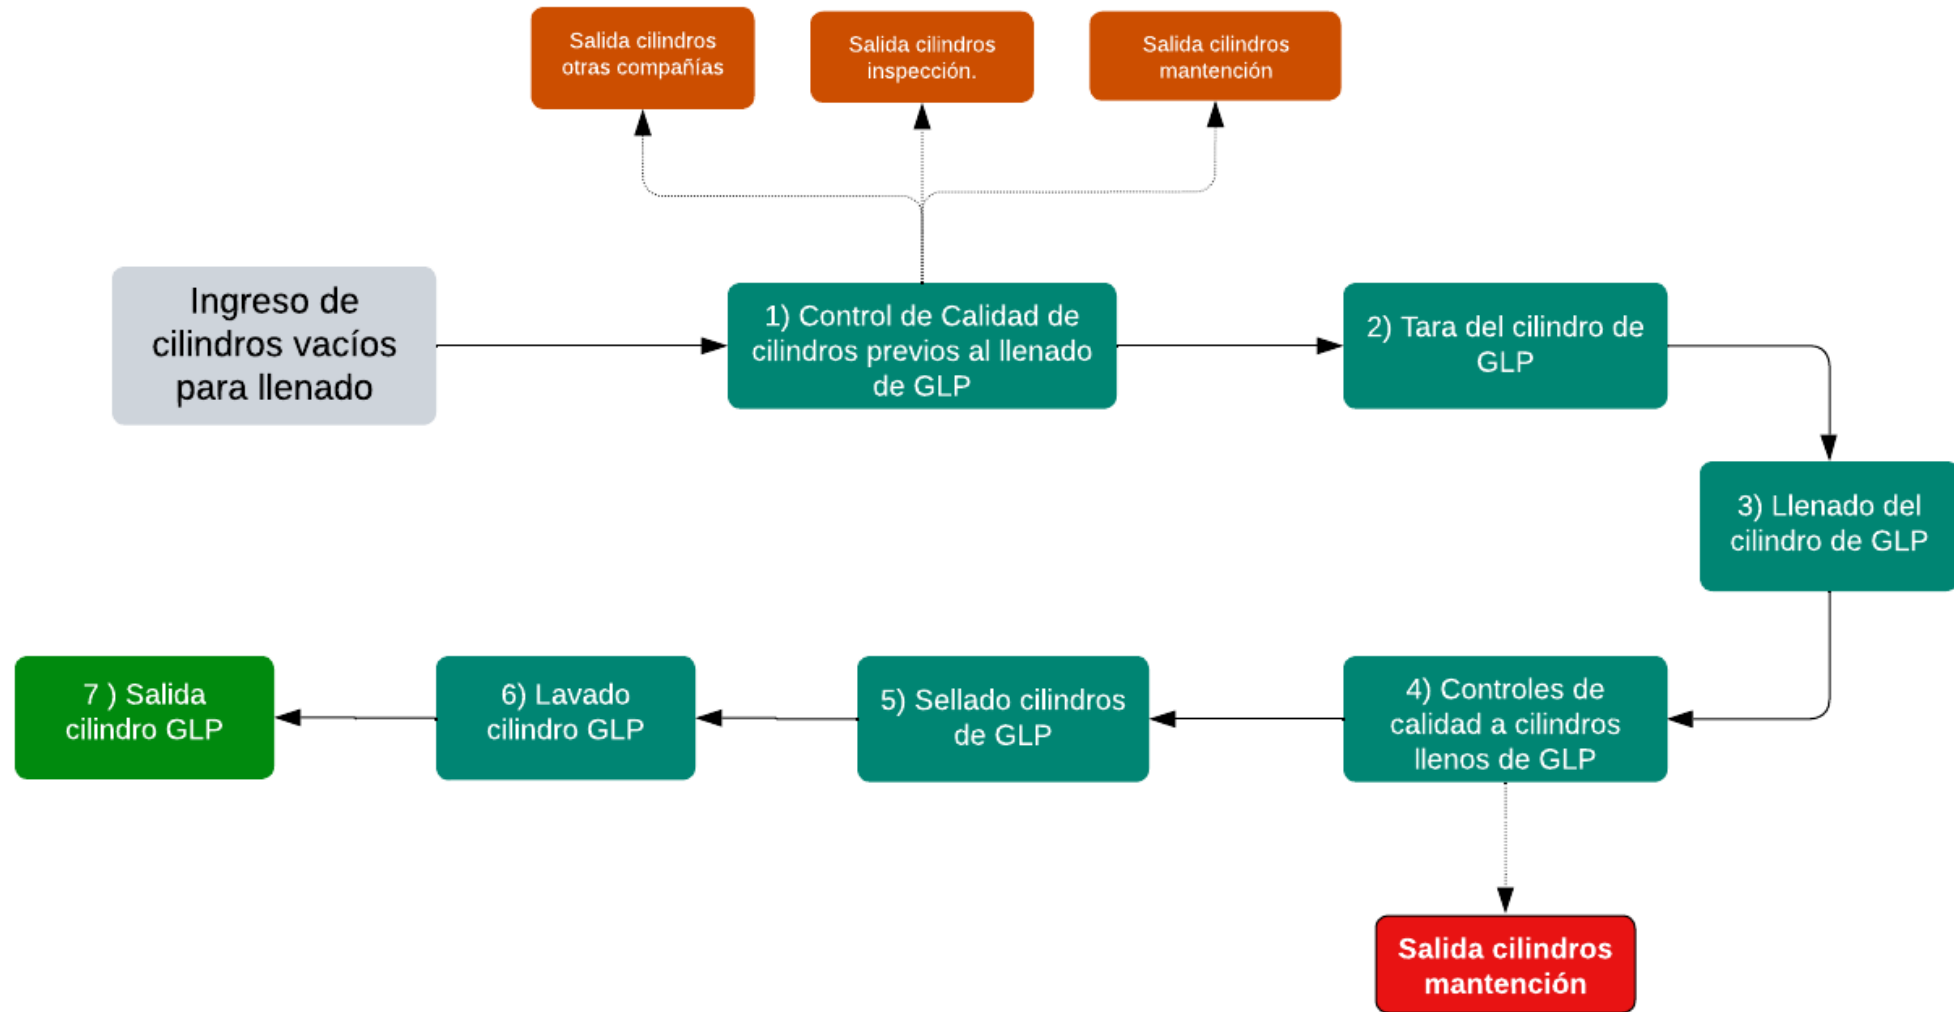 Salida cilindros
otras compañías
Salida cilindros
inspección.
Salida cilindros
mantención
Ingreso de
cilindros vacíos
para llenado
1) Control de Calidad de
cilindros previos al llenado
de GLP
2) Tara del cilindro de
GLP
3) Llenado del
cilindro de GLP
4) Controles de
calidad a cilindros
llenos de GLP
5) Sellado cilindros
de GLP
6) Lavado
cilindro GLP
7 ) Salida
cilindro GLP
Salida cilindros
mantención